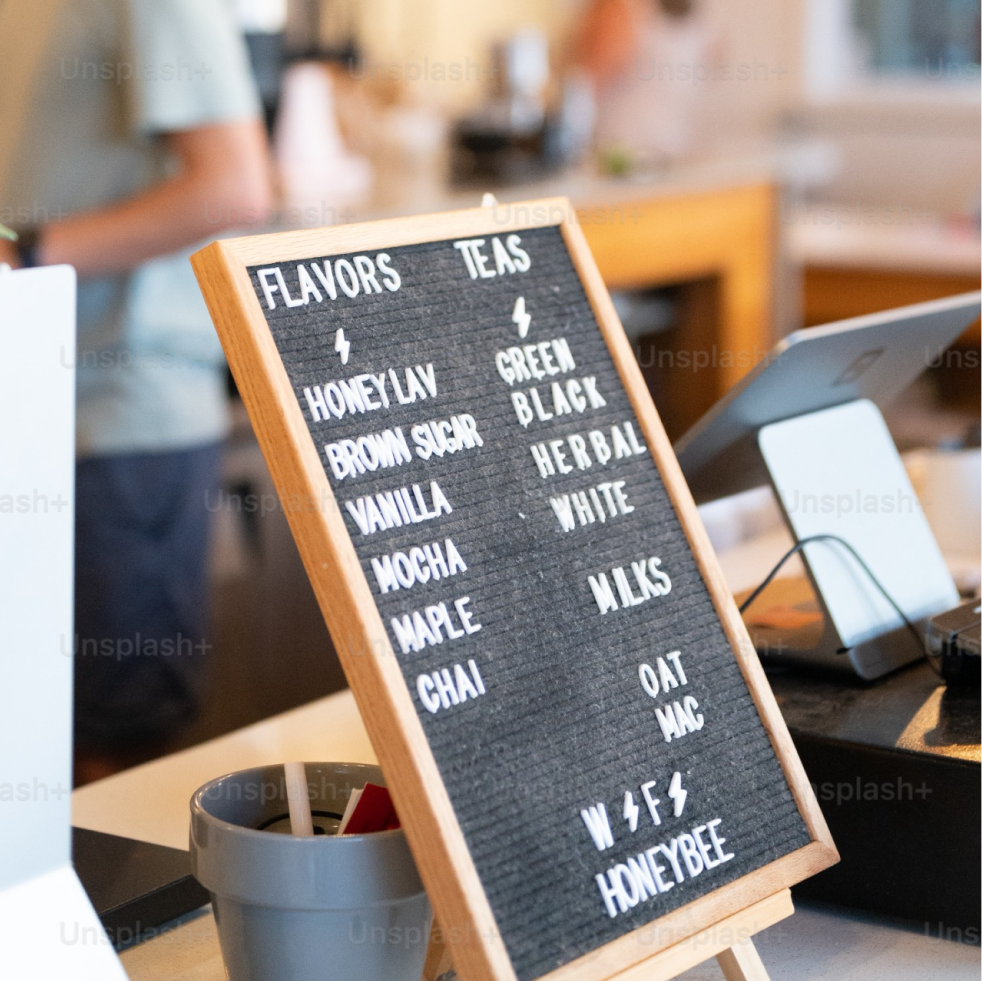 FLAVORS
HONEY LAV
BROWN SUGAR
VANILLA
MOCHA
MAPLE
CHAI
TEAS
GREEN
BLACK
HERBAL
WHITE
MILKS
OAT
MAC
W⚡F⚡
HONEYBEE
Unsplash+